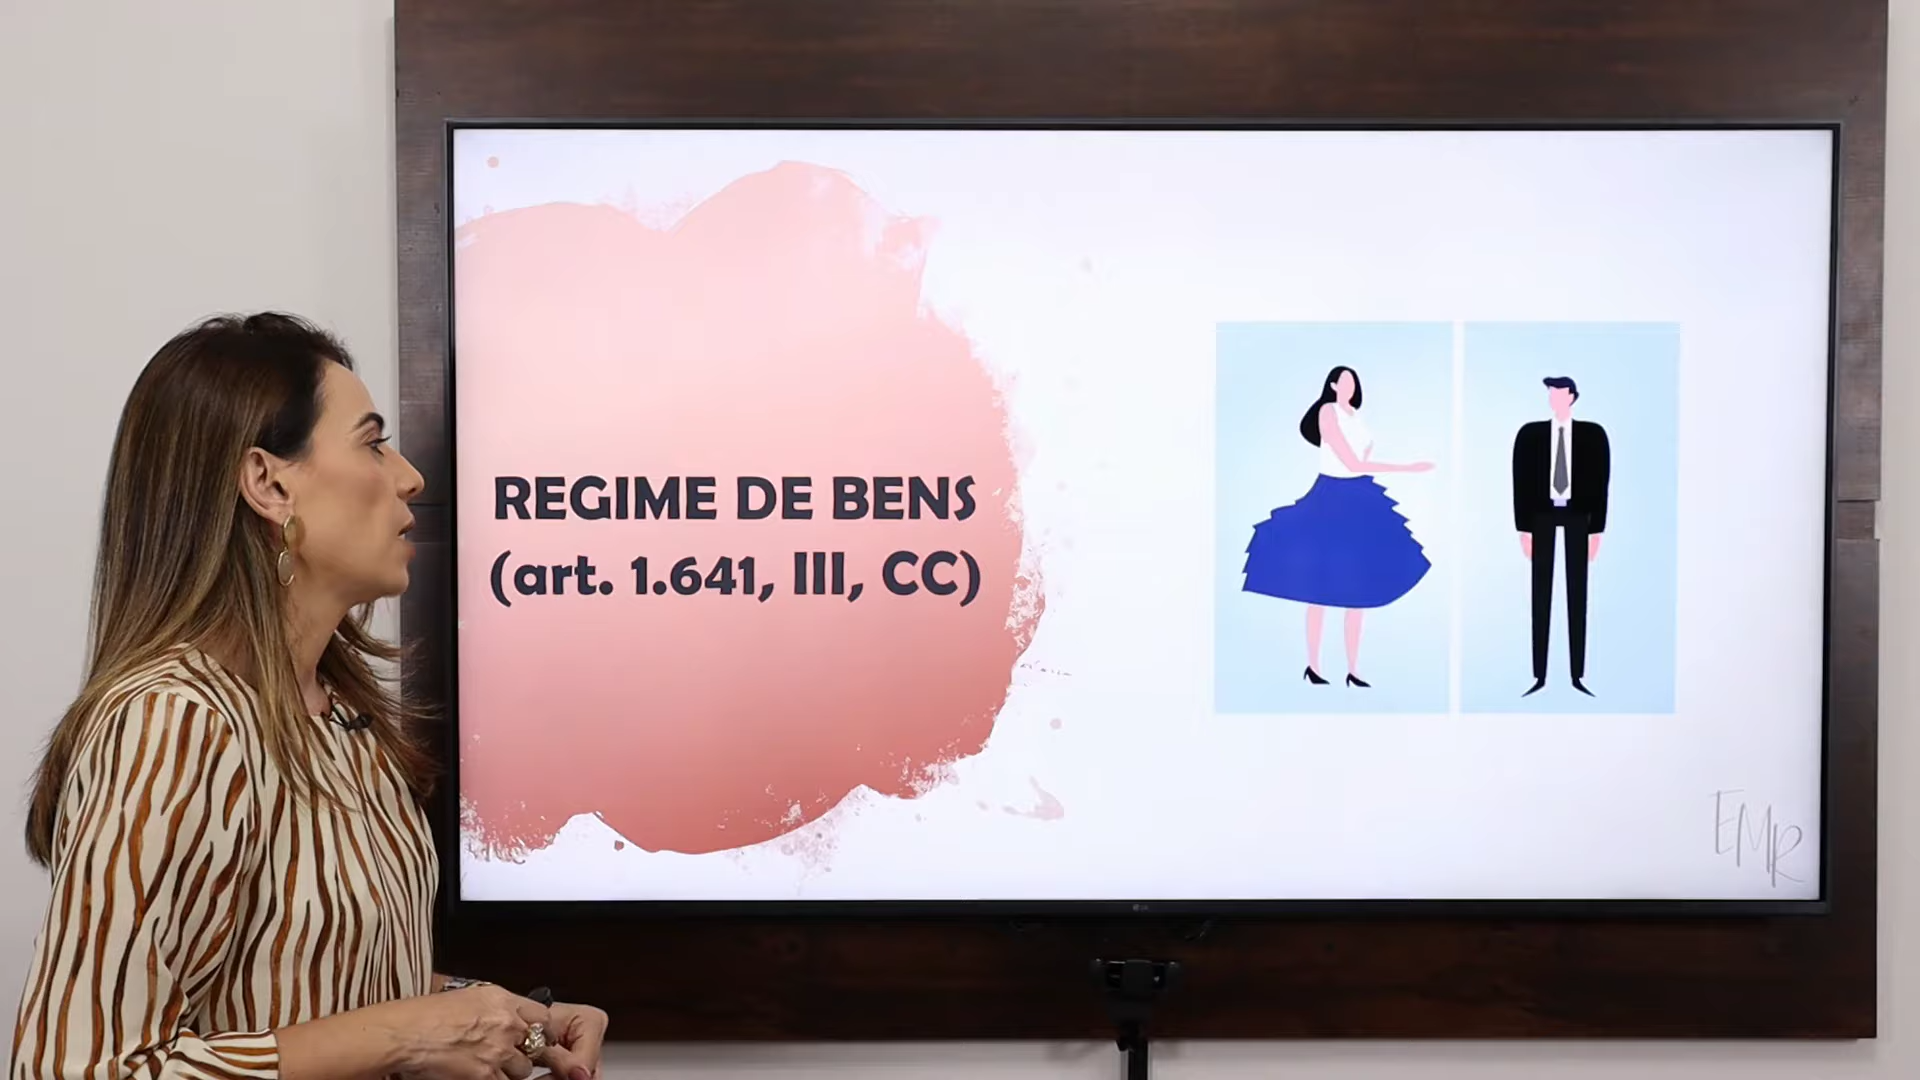 REGIME DE BENS
(art. 1.641, III, CC)
EMR